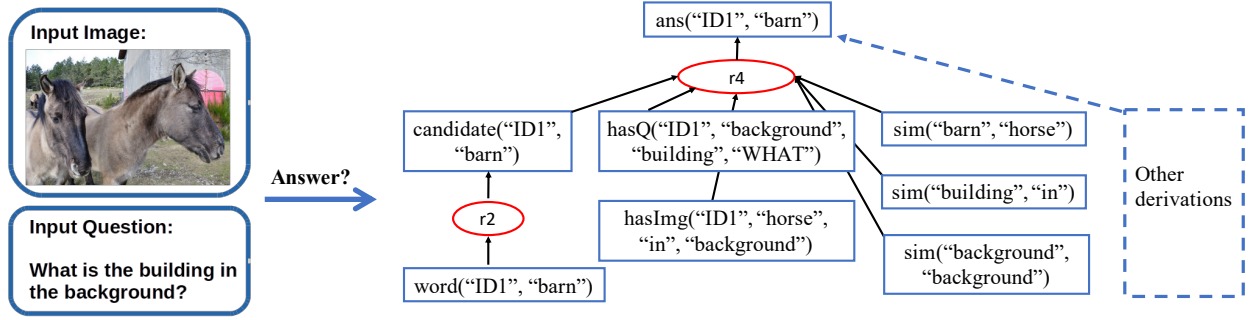 Input Image:
Input Question:
What is the building in
the background?
Answer?
ans(“ID1”, “barn”)
r4
candidate(“ID1”,
“barn”)
hasQ(“ID1”, “background”,
“building”, “WHAT”)
sim(“barn”, “horse”)
r2
hasImg(“ID1”, “horse”,
“in”, “background”)
sim(“building”, “in”)
word(“ID1”, “barn”)
sim(“background”,
“background”)
Other
derivations